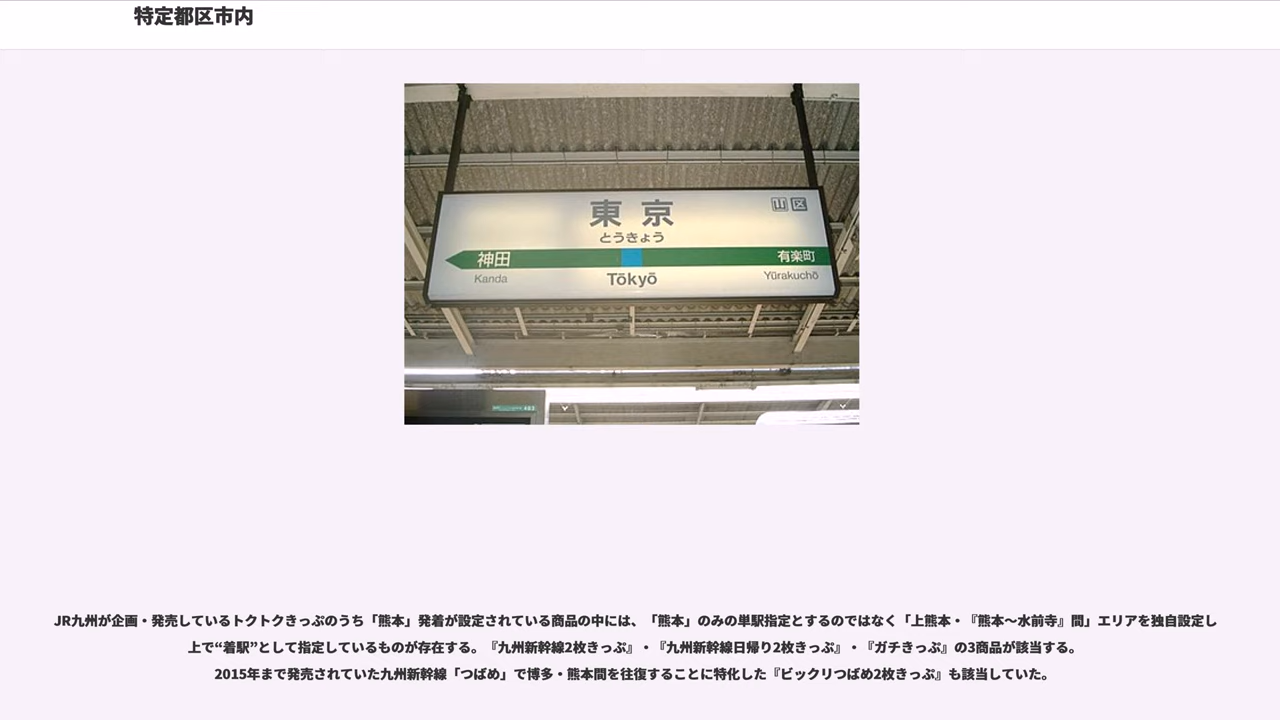 特定都区市内
山 区
東京
とうきょう
神田
有楽町
Kanda
Tōkyō
Yūrakuchō
JR九州が企画・発売しているトクトクきっぷのうち「熊本」発着が設定されている商品の中には、「熊本」のみの単駅指定とするのではなく「上熊本・『熊本〜水前寺』間」エリアを独自設定し
上で“着駅”として指定しているものが存在する。『九州新幹線2枚きっぷ』・『九州新幹線日帰り2枚きっぷ』・『ガチきっぷ』の3商品が該当する。
2015年まで発売されていた九州新幹線「つばめ」で博多・熊本間を往復することに特化した『ビックリつばめ2枚きっぷ』も該当していた。